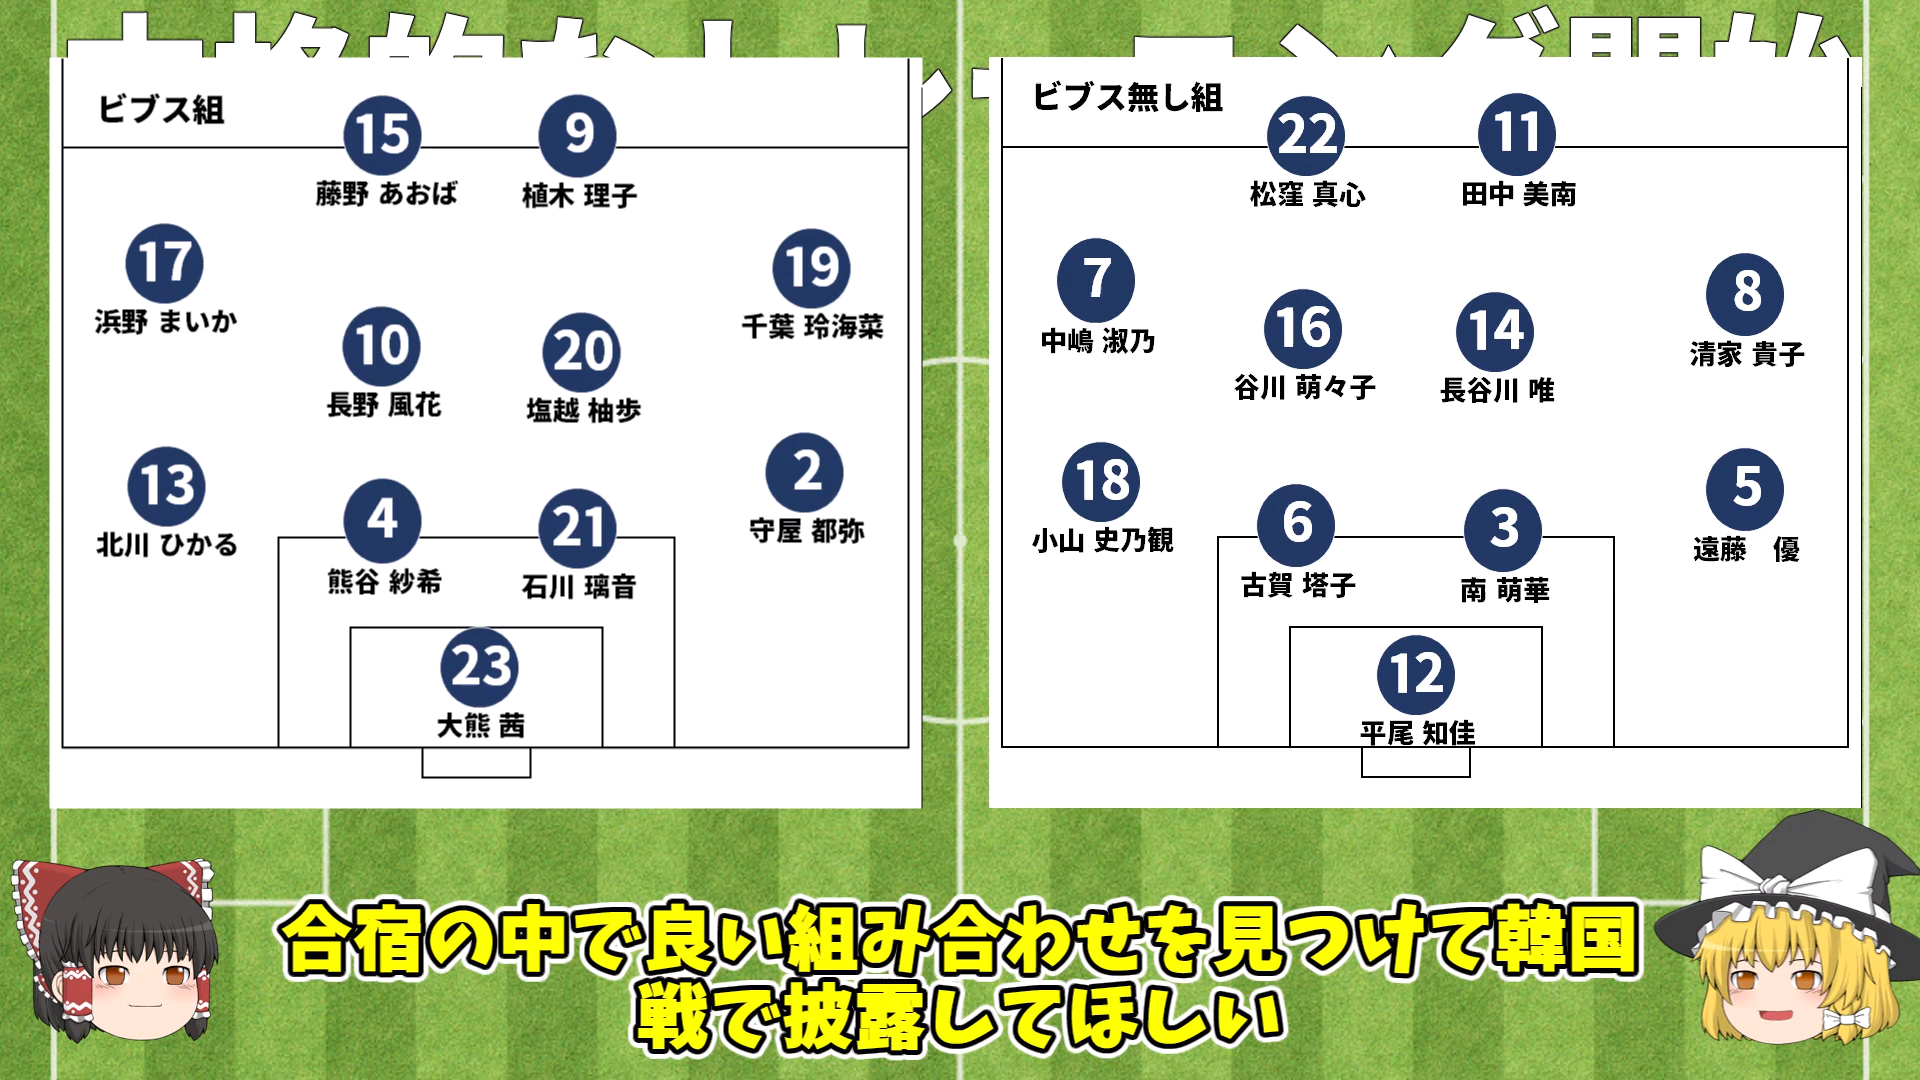 ビブス組
15
藤野 あおば
9
植木 理子
17
浜野 まいか
19
千葉 玲海菜
10
長野 風花
20
塩越 柚歩
13
北川 ひかる
4
熊谷 紗希
21
石川 璃音
2
守屋 都弥
23
大熊 茜
ビブス無し組
22
松窪 真心
11
田中 美南
7
中嶋 淑乃
16
谷川 萌々子
14
長谷川 唯
8
清家 貴子
18
小山 史乃観
6
古賀 塔子
3
南 萌華
5
遠藤　優
12
平尾 知佳
合宿の中で良い組み合わせを見つけて韓国
戦で披露してほしい